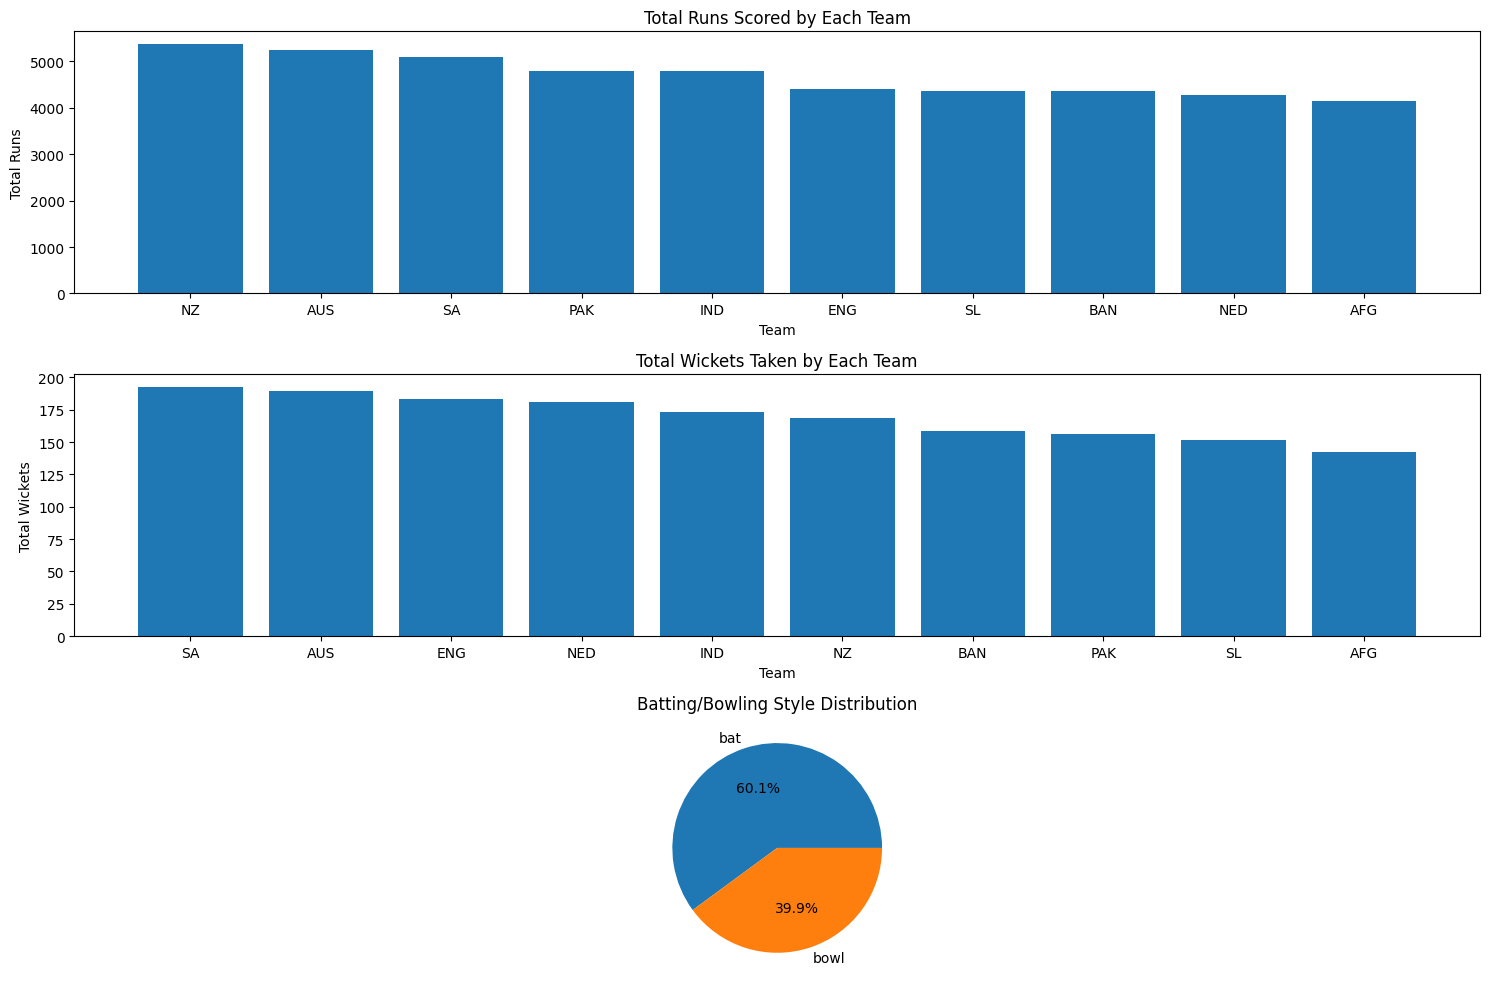 Total Runs Scored by Each Team
5000
4000
3000
2000
1000
0
Total Runs
NZ AUS SA PAK IND ENG SL BAN NED AFG
Team
Total Wickets Taken by Each Team
200
175
150
125
100
75
50
25
0
Total Wickets
SA AUS ENG NED IND NZ BAN PAK SL AFG
Team
Batting/Bowling Style Distribution
bat
60.1%
39.9%
bowl